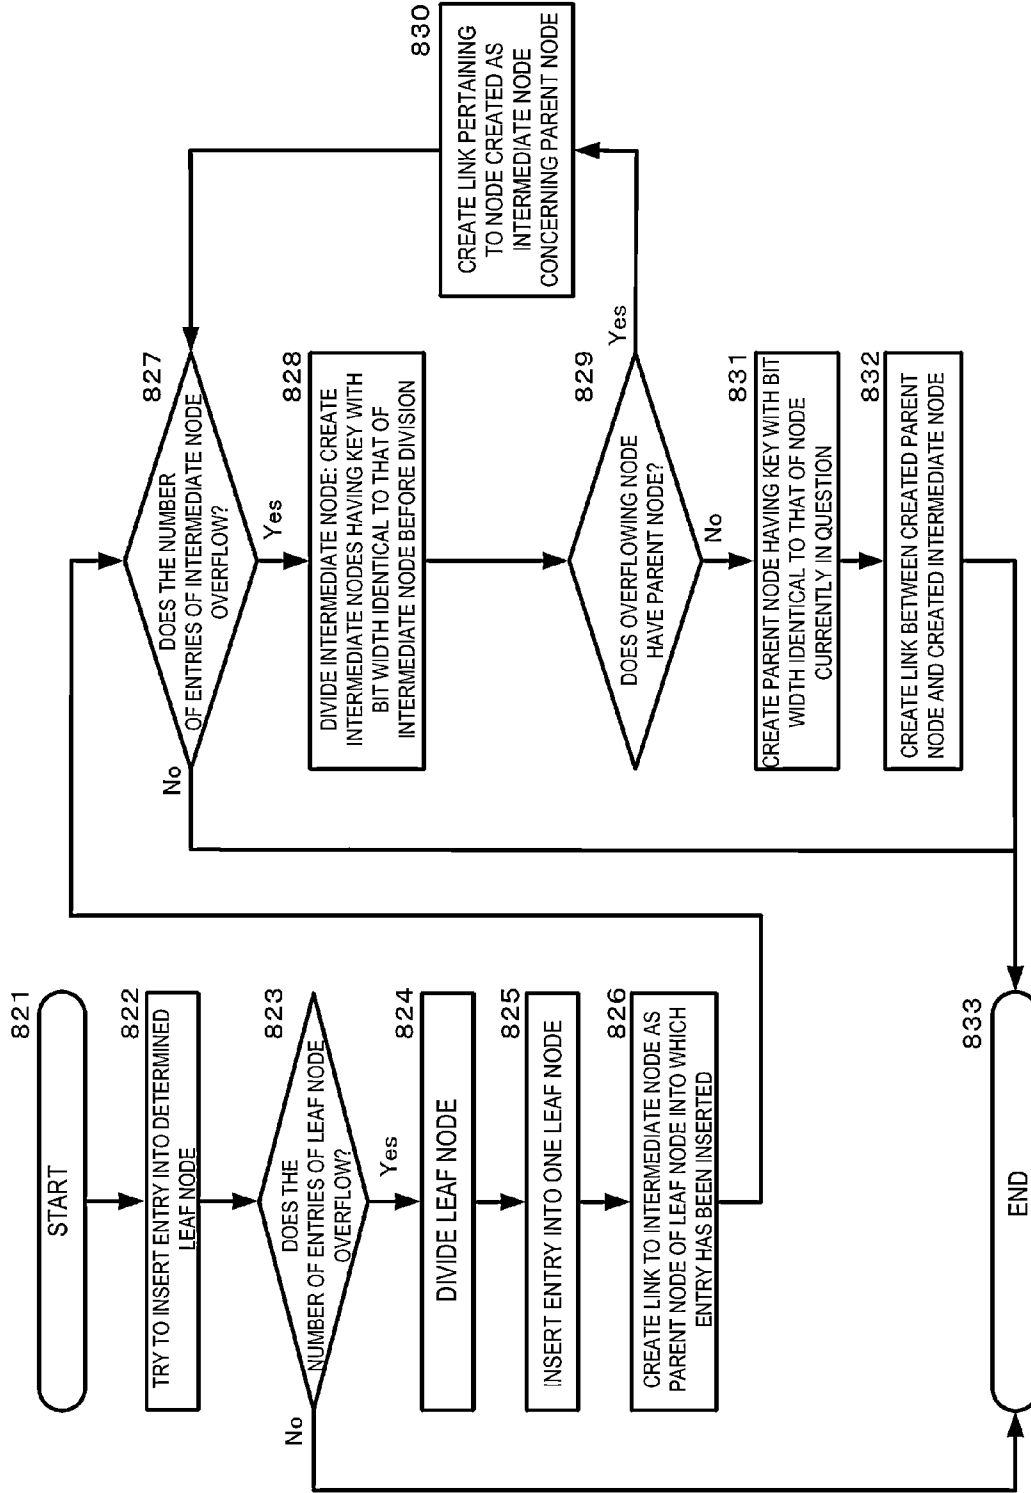 821
START
822
TRY TO INSERT ENTRY INTO DETERMINED
LEAF NODE
823
DOES THE
NUMBER OF ENTRIES OF LEAF NODE
OVERFLOW?
Yes
No
824
DIVIDE LEAF NODE
825
INSERT ENTRY INTO ONE LEAF NODE
826
CREATE LINK TO INTERMEDIATE NODE AS
PARENT NODE OF LEAF NODE INTO WHICH
ENTRY HAS BEEN INSERTED
827
DOES THE NUMBER
OF ENTRIES OF INTERMEDIATE NODE
OVERFLOW?
No
Yes
828
DIVIDE INTERMEDIATE NODE: CREATE
INTERMEDIATE NODES HAVING KEY WITH
BIT WIDTH IDENTICAL TO THAT OF
INTERMEDIATE NODE BEFORE DIVISION
829
DOES OVERFLOWING NODE
HAVE PARENT NODE?
Yes
No
830
CREATE LINK PERTAINING
TO NODE CREATED AS
INTERMEDIATE NODE
CONCERNING PARENT NODE
831
CREATE PARENT NODE HAVING KEY WITH BIT
WIDTH IDENTICAL TO THAT OF NODE
CURRENTLY IN QUESTION
832
CREATE LINK BETWEEN CREATED PARENT
NODE AND CREATED INTERMEDIATE NODE
833
END